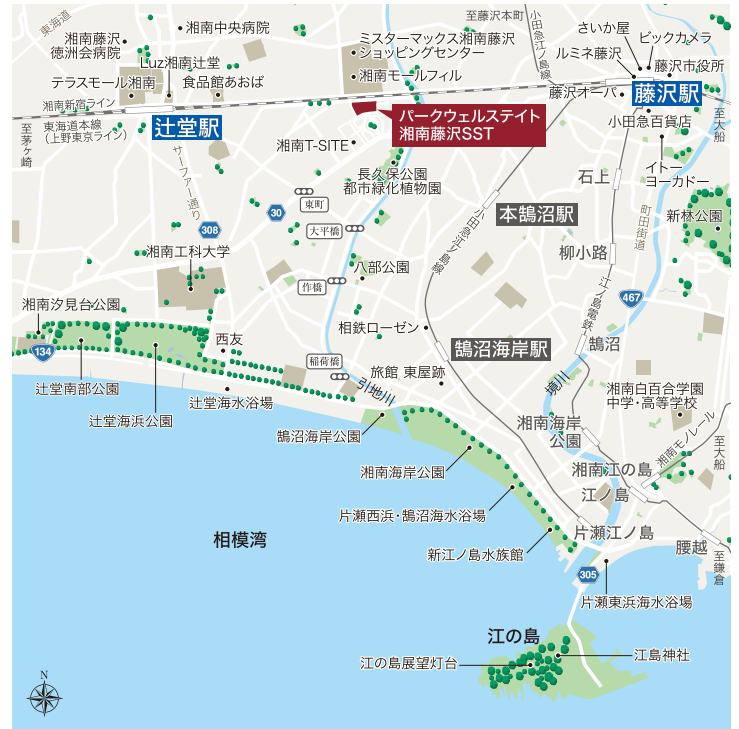 東海道
湘南中央病院
湘南藤沢
徳洲会病院
Luz湘南辻堂
テラスモール湘南
食品館あおば
ミスターマックス湘南藤沢
ショッピングセンター
湘南モールフィル
至藤沢本町
小田急江ノ島線
さいか屋
ビックカメラ
ルミネ藤沢
藤沢市役所
藤沢オーパ
藤沢駅
小田急百貨店
至大船
湘南新宿ライン
東海道本線
(上野東京ライン)
至茅ヶ崎
辻堂駅
パークウェルステイト
湘南藤沢SST
湘南T-SITE
長久保公園
都市緑化植物園
イトー
ヨーカドー
石上
サーファー通り
東町
30
308
大平橋
小田急江ノ島線
本鵠沼駅
町田街道
新林公園
湘南工科大学
八部公園
柳小路
作橋
江ノ島電鉄
467
湘南汐見台公園
相鉄ローゼン
鵠沼海岸駅
鵠沼
134
西友
稲荷橋
旅館 東屋跡
境川
湘南白百合学園
中学・高等学校
辻堂南部公園
辻堂海浜公園
辻堂海水浴場
引地川
鵠沼海岸公園
湘南海岸
公園
湘南モノレール
至大船
湘南海岸公園
湘南江の島
江ノ島
片瀬西浜・鵠沼海水浴場
片瀬江ノ島
腰越
至鎌倉
新江ノ島水族館
相模湾
305
片瀬東浜海水浴場
江の島
江の島展望灯台
江島神社
N